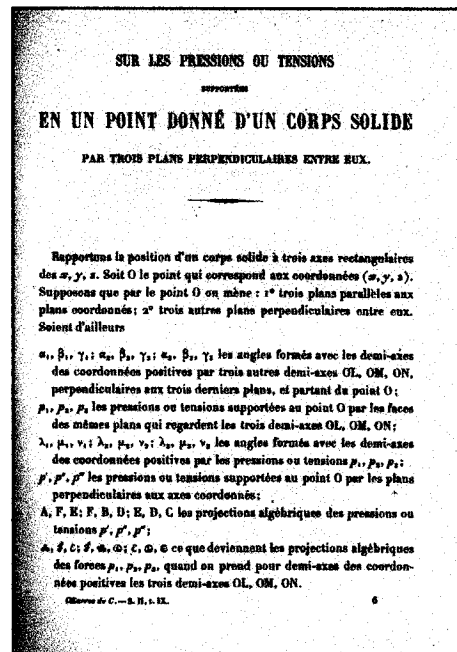 SUR LES PRESSIONS OU TENSIONS
SUPPORTÉES
EN UN POINT DONNÉ D'UN CORPS SOLIDE
PAR TROIS PLANS PERPENDICULAIRES ENTRE EUX.
Rapportons la position d'un corps solide à trois axes rectangulaires
des x, y, z. Soit O le point qui correspond aux coordonnées (x, y, z).
Supposons que par le point O on mène : 1° trois plans parallèles aux
plans coordonnés; 2° trois autres plans perpendiculaires entre eux.
Soient d'ailleurs
α₁, β₁, γ₁; α₂, β₂, γ₂; α₃, β₃, γ₃ les angles formés avec les demi-axes
des coordonnées positives par trois autres demi-axes OL, OM, ON,
perpendiculaires aux trois derniers plans, et partant du point O;
p₁, p₂, p₃ les pressions ou tensions supportées au point O par les faces
des mêmes plans qui regardent les trois demi-axes OL, OM, ON;
λ₁, μ₁, ν₁; λ₂, μ₂, ν₂; λ₃, μ₃, ν₃ les angles formés avec les demi-axes
des coordonnées positives par les pressions ou tensions p₁, p₂, p₃;
p', p'', p''' les pressions ou tensions supportées au point O par les plans
perpendiculaires aux axes coordonnés;
A, F, E; F, B, D; E, D, C les projections algébriques des pressions ou
tensions p', p'', p''';
ce que deviennent les projections algébriques
des forces p₁, p₂, p₃, quand on prend pour demi-axes des coordon-
nées positives les trois demi-axes OL, OM, ON.
Œuvres de C. — S. II, t. IX. 6